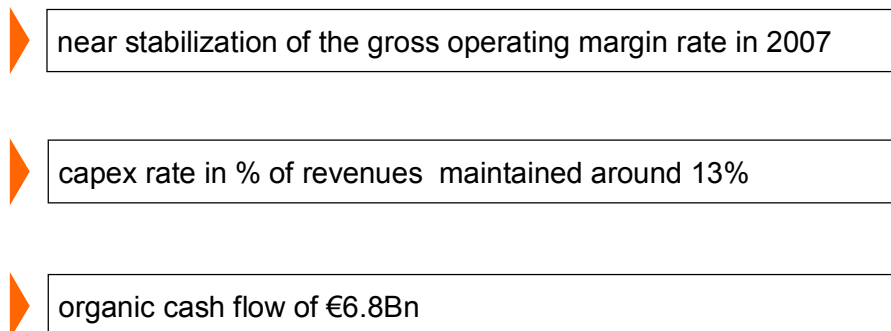 near stabilization of the gross operating margin rate in 2007
capex rate in % of revenues  maintained around 13%
organic cash flow of €6.8Bn